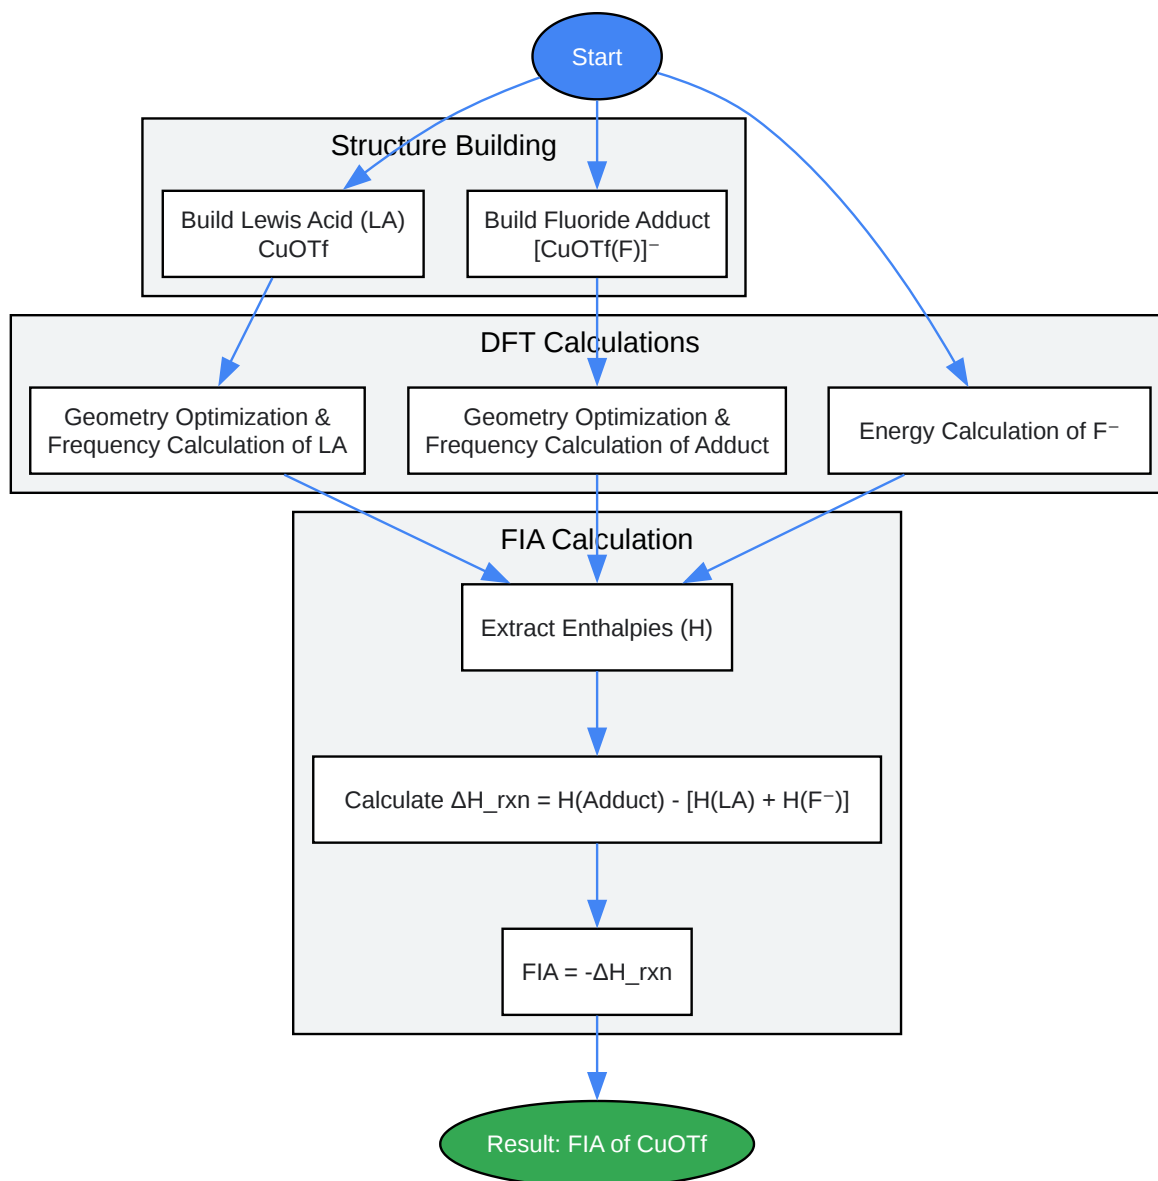 Start
Structure Building
Build Lewis Acid (LA)
CuOTf
Build Fluoride Adduct
[CuOTf(F)]⁻
DFT Calculations
Geometry Optimization &
Frequency Calculation of LA
Geometry Optimization &
Frequency Calculation of Adduct
Energy Calculation of F⁻
FIA Calculation
Extract Enthalpies (H)
Calculate ΔH_rxn = H(Adduct) - [H(LA) + H(F⁻)]
FIA = -ΔH_rxn
Result: FIA of CuOTf